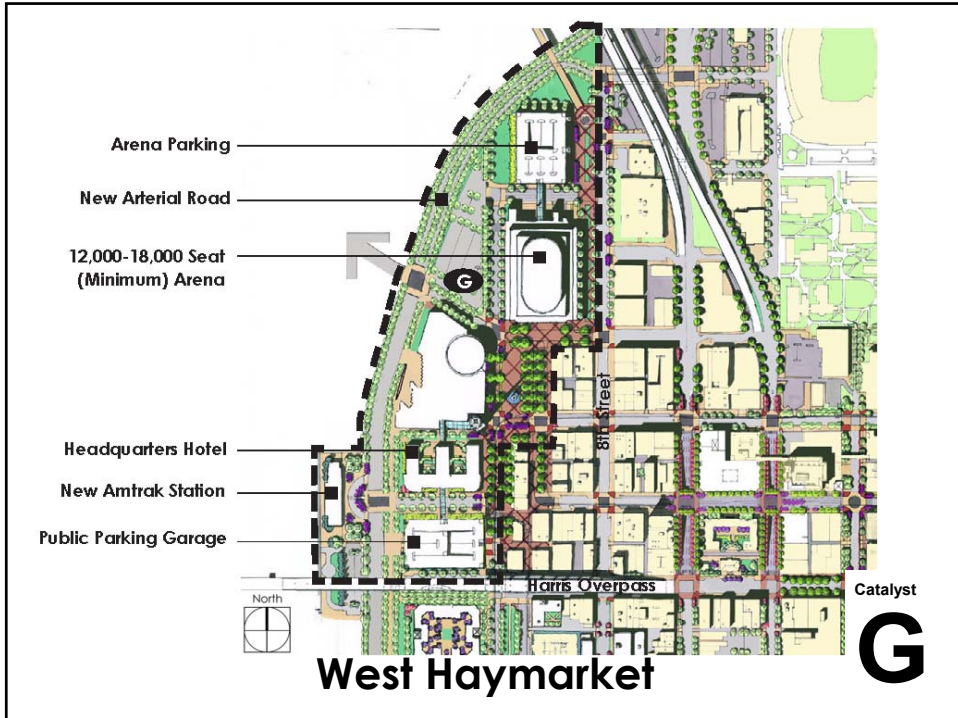 Arena Parking
New Arterial Road
12,000-18,000 Seat
(Minimum) Arena
G
8th Street
Headquarters Hotel
New Amtrak Station
Public Parking Garage
Harris Overpass
North
West Haymarket
Catalyst
G